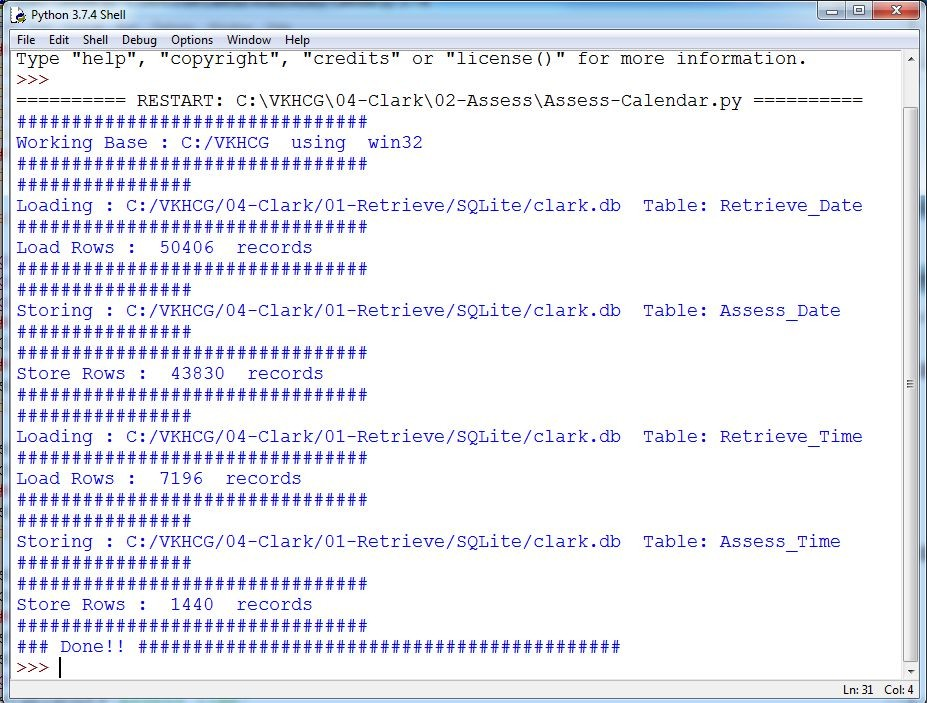 Python 3.7.4 Shell
File Edit Shell Debug Options Window Help
Type "help", "copyright", "credits" or "license()" for more information.
>>>
========== RESTART: C:\VKHCG\04-Clark\02-Assess\Assess-Calendar.py ==========
################################
Working Base : C:/VKHCG  using  win32
################################
################
Loading : C:/VKHCG/04-Clark/01-Retrieve/SQLite/clark.db  Table: Retrieve_Date
################################
Load Rows :  50406  records
################################
################
Storing : C:/VKHCG/04-Clark/01-Retrieve/SQLite/clark.db  Table: Assess_Date
################
################################
Store Rows :  43830  records
################################
################
Loading : C:/VKHCG/04-Clark/01-Retrieve/SQLite/clark.db  Table: Retrieve_Time
################################
Load Rows :  7196  records
################################
################
Storing : C:/VKHCG/04-Clark/01-Retrieve/SQLite/clark.db  Table: Assess_Time
################
################################
Store Rows :  1440  records
################################
### Done!! ############################################
>>>
Ln: 31 Col: 4